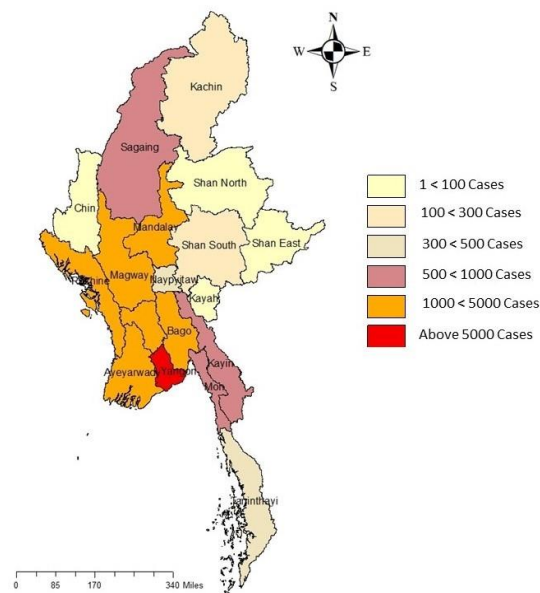 N
W E
S
Kachin
Sagaing
Shan North
Chin
Mandalay
Shan South
Shan East
Magway
Naypyitaw
Kayah
Bago
Ayeyarwady
Yangon
Kayin
Mon
1 < 100 Cases
100 < 300 Cases
300 < 500 Cases
500 < 1000 Cases
1000 < 5000 Cases
Above 5000 Cases
0 85 170 340 Miles